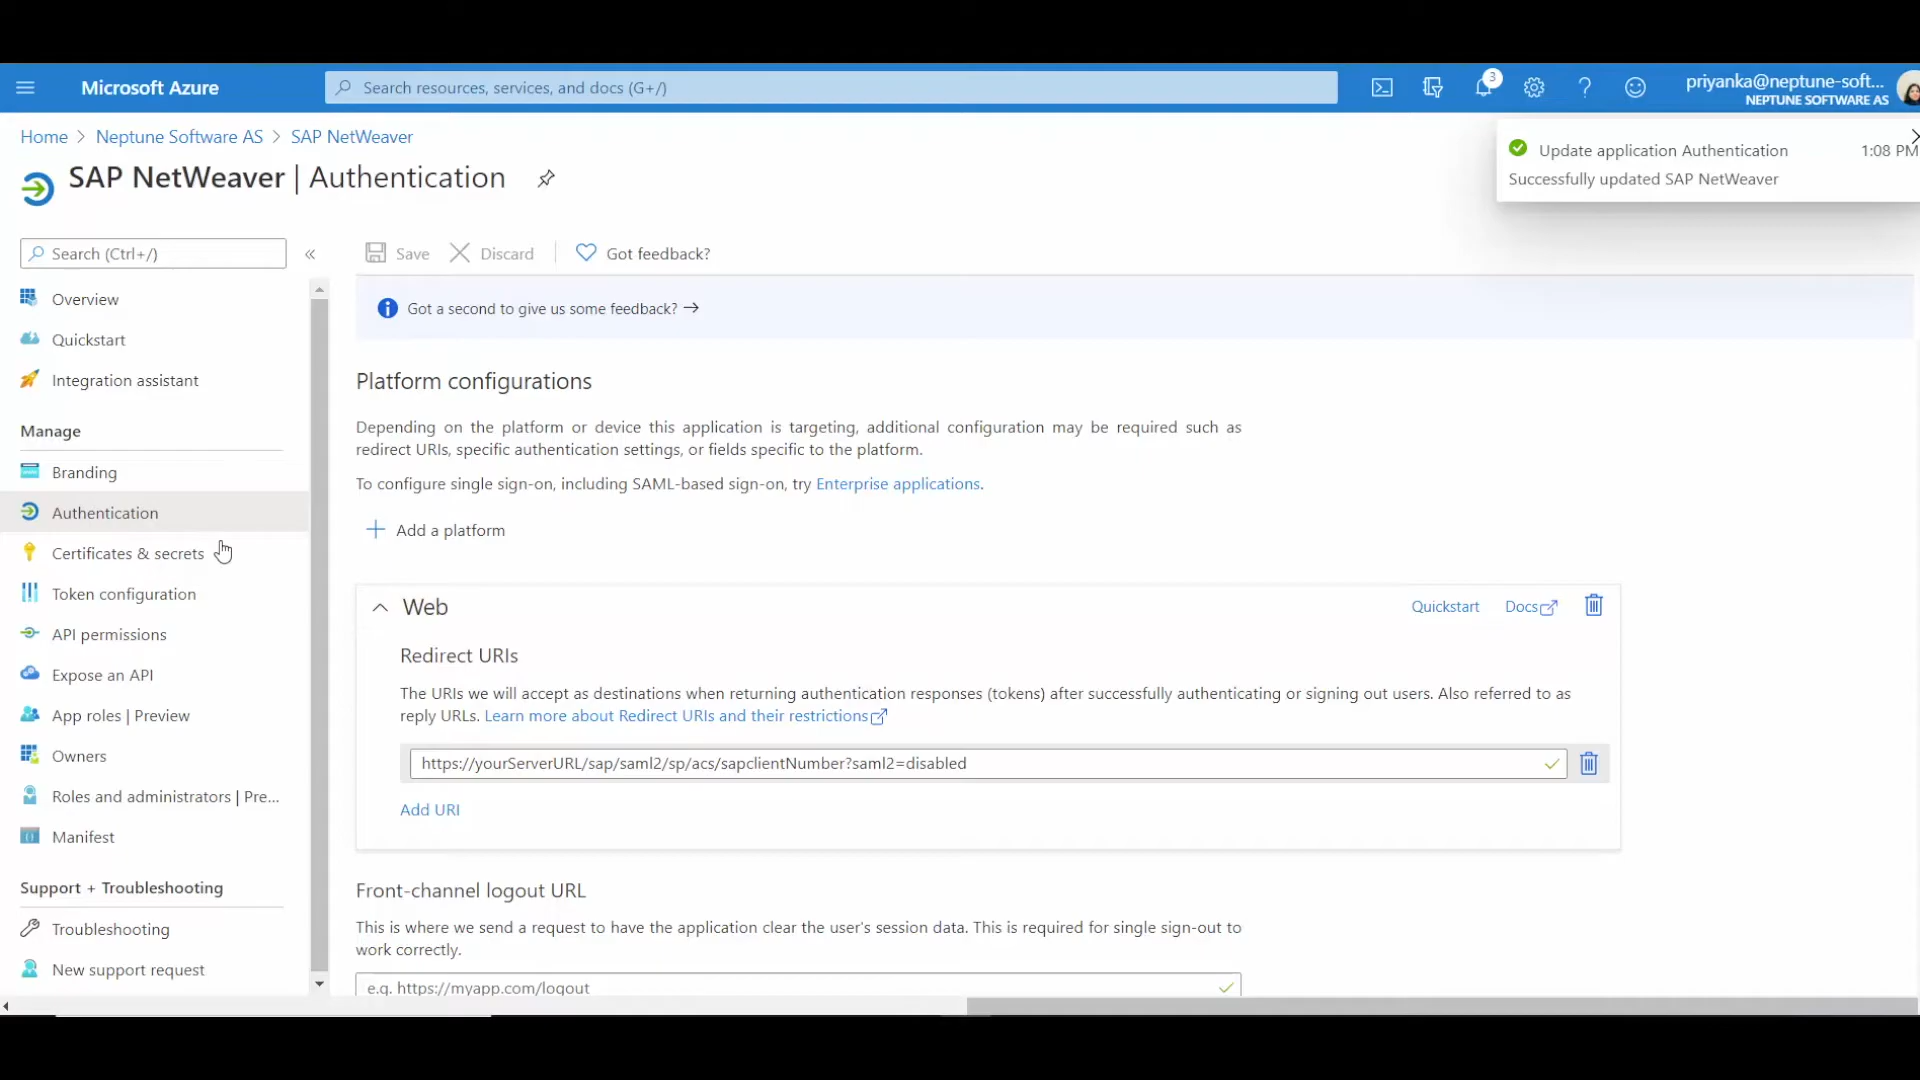 Microsoft Azure
Search resources, services, and docs (G+/)
3
priyanka@neptune-soft...
NEPTUNE SOFTWARE AS
Home > Neptune Software AS > SAP NetWeaver
SAP NetWeaver | Authentication
Update application Authentication
1:08 PM
Successfully updated SAP NetWeaver
Search (Ctrl+/)
«
Save
Discard
Got feedback?
Got a second to give us some feedback? →
Overview
Quickstart
Integration assistant
Manage
Branding
Authentication
Certificates & secrets
Token configuration
API permissions
Expose an API
App roles | Preview
Owners
Roles and administrators | Pre...
Manifest
Support + Troubleshooting
Troubleshooting
New support request
Platform configurations
Depending on the platform or device this application is targeting, additional configuration may be required such as
redirect URIs, specific authentication settings, or fields specific to the platform.
To configure single sign-on, including SAML-based sign-on, try Enterprise applications.
+ Add a platform
Web
Quickstart
Docs
Redirect URIs
The URIs we will accept as destinations when returning authentication responses (tokens) after successfully authenticating or signing out users. Also referred to as
reply URLs. Learn more about Redirect URIs and their restrictions
https://yourServerURL/sap/saml2/sp/acs/sapclientNumber?saml2=disabled
Add URI
Front-channel logout URL
This is where we send a request to have the application clear the user's session data. This is required for single sign-out to
work correctly.
e.g. https://myapp.com/logout